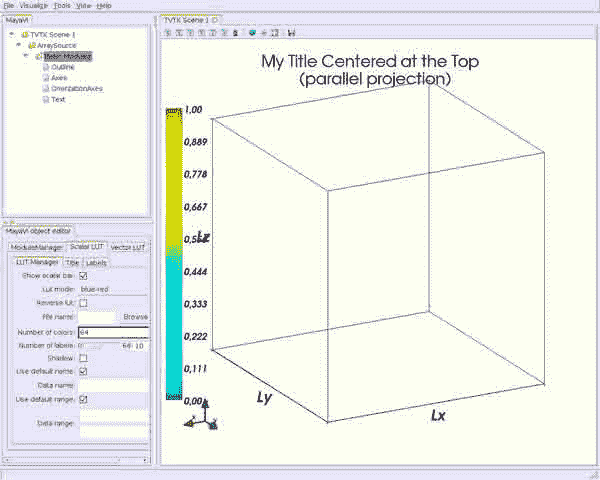 File Visualize Tools View Help
MayaVi
TVTK Scene 1
ArraySource
Outline
Axes
OrientationAxes
Text
TVTK Scene 1
My Title Centered at the Top
(parallel projection)
1,00
0,889
0,778
0,667
Lz
0,444
0,333
0,222
0,111
0,00
Ly
Lx
MayaVi object editor
ModuleManager Scalar LUT Vector LUT
LUT Manager Title Labels
Show scalar bar:
Lut mode: blue-red
Reverse lut:
File name: Browse
Number of colors: 64
Number of labels: 0 64 10
Shadow:
Use default name:
Data name:
Use default range:
Data range: